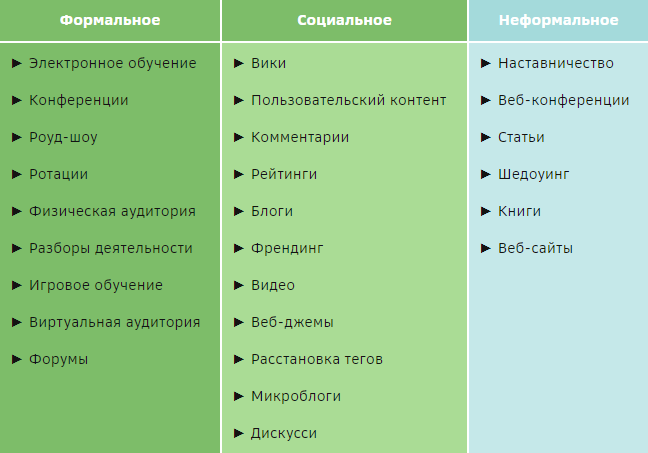 Формальное
► Электронное обучение
► Конференции
► Роуд-шоу
► Ротации
► Физическая аудитория
► Разборы деятельности
► Игровое обучение
► Виртуальная аудитория
► Форумы
Социальное
► Вики
► Пользовательский контент
► Комментарии
► Рейтинги
► Блоги
► Френдинг
► Видео
► Веб-джемы
► Расстановка тегов
► Микроблоги
► Дискусси
Неформальное
► Наставничество
► Веб-конференции
► Статьи
► Шедоуинг
► Книги
► Веб-сайты